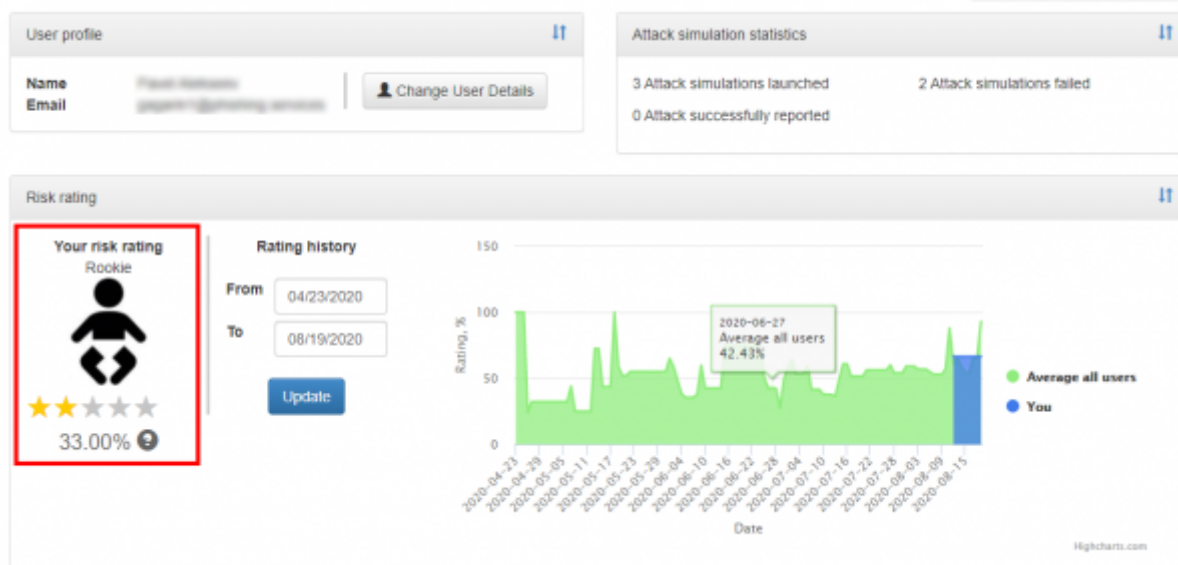 User profile
Name
Email
Change User Details
Attack simulation statistics
3 Attack simulations launched
2 Attack simulations failed
0 Attack successfully reported
Risk rating
Your risk rating
Rookie
33.00%
?
Rating history
From
04/23/2020
To
08/19/2020
Update
Rating, %
150
100
50
0
2020-06-27
Average all users
42.43%
2020-04-23
2020-04-29
2020-05-05
2020-05-11
2020-05-17
2020-05-23
2020-05-29
2020-06-04
2020-06-10
2020-06-16
2020-06-22
2020-06-28
2020-07-04
2020-07-10
2020-07-16
2020-07-22
2020-07-28
2020-08-03
2020-08-09
2020-08-15
Date
Average all users
You
Highcharts.com